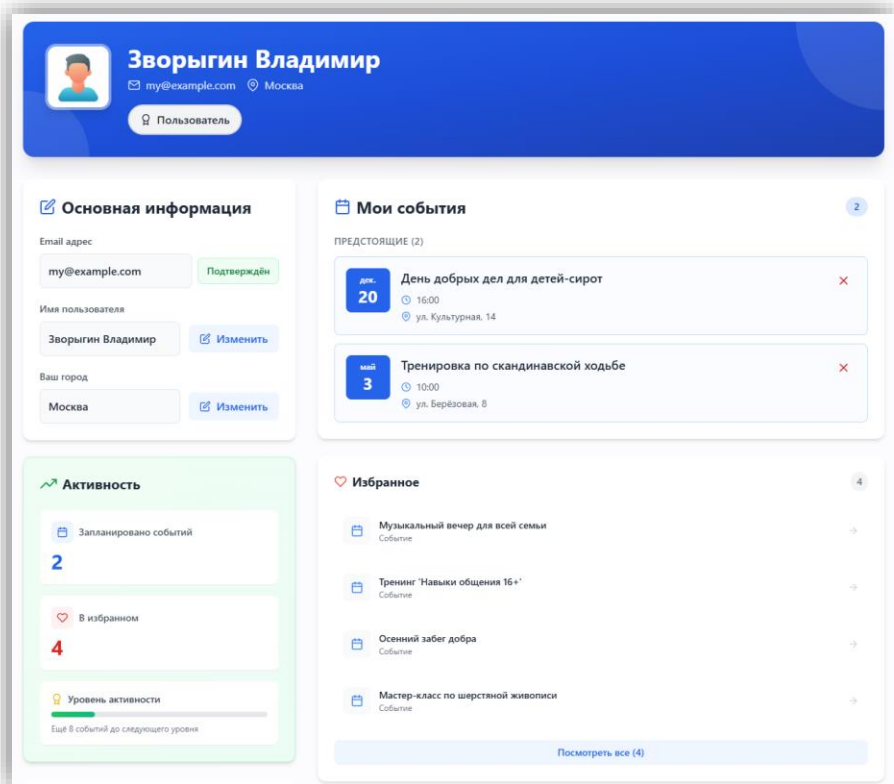 Зворыгин Владимир
my@example.com Москва
Пользователь
Основная информация
Email адрес
my@example.com Подтверждён
Имя пользователя
Зворыгин Владимир Изменить
Ваш город
Москва Изменить
Мои события 2
ПРЕДСТОЯЩИЕ (2)
дек. 20
День добрых дел для детей-сирот
16:00
ул. Культурная, 14
май 3
Тренировка по скандинавской ходьбе
10:00
ул. Берёзовая, 8
Активность
Запланировано событий
2
В избранном
4
Уровень активности
Ещё 8 событий до следующего уровня
Избранное 4
Музыкальный вечер для всей семьи
Событие
Тренинг 'Навыки общения 16+'
Событие
Осенний забег добра
Событие
Мастер-класс по шерстяной живописи
Событие
Посмотреть все (4)